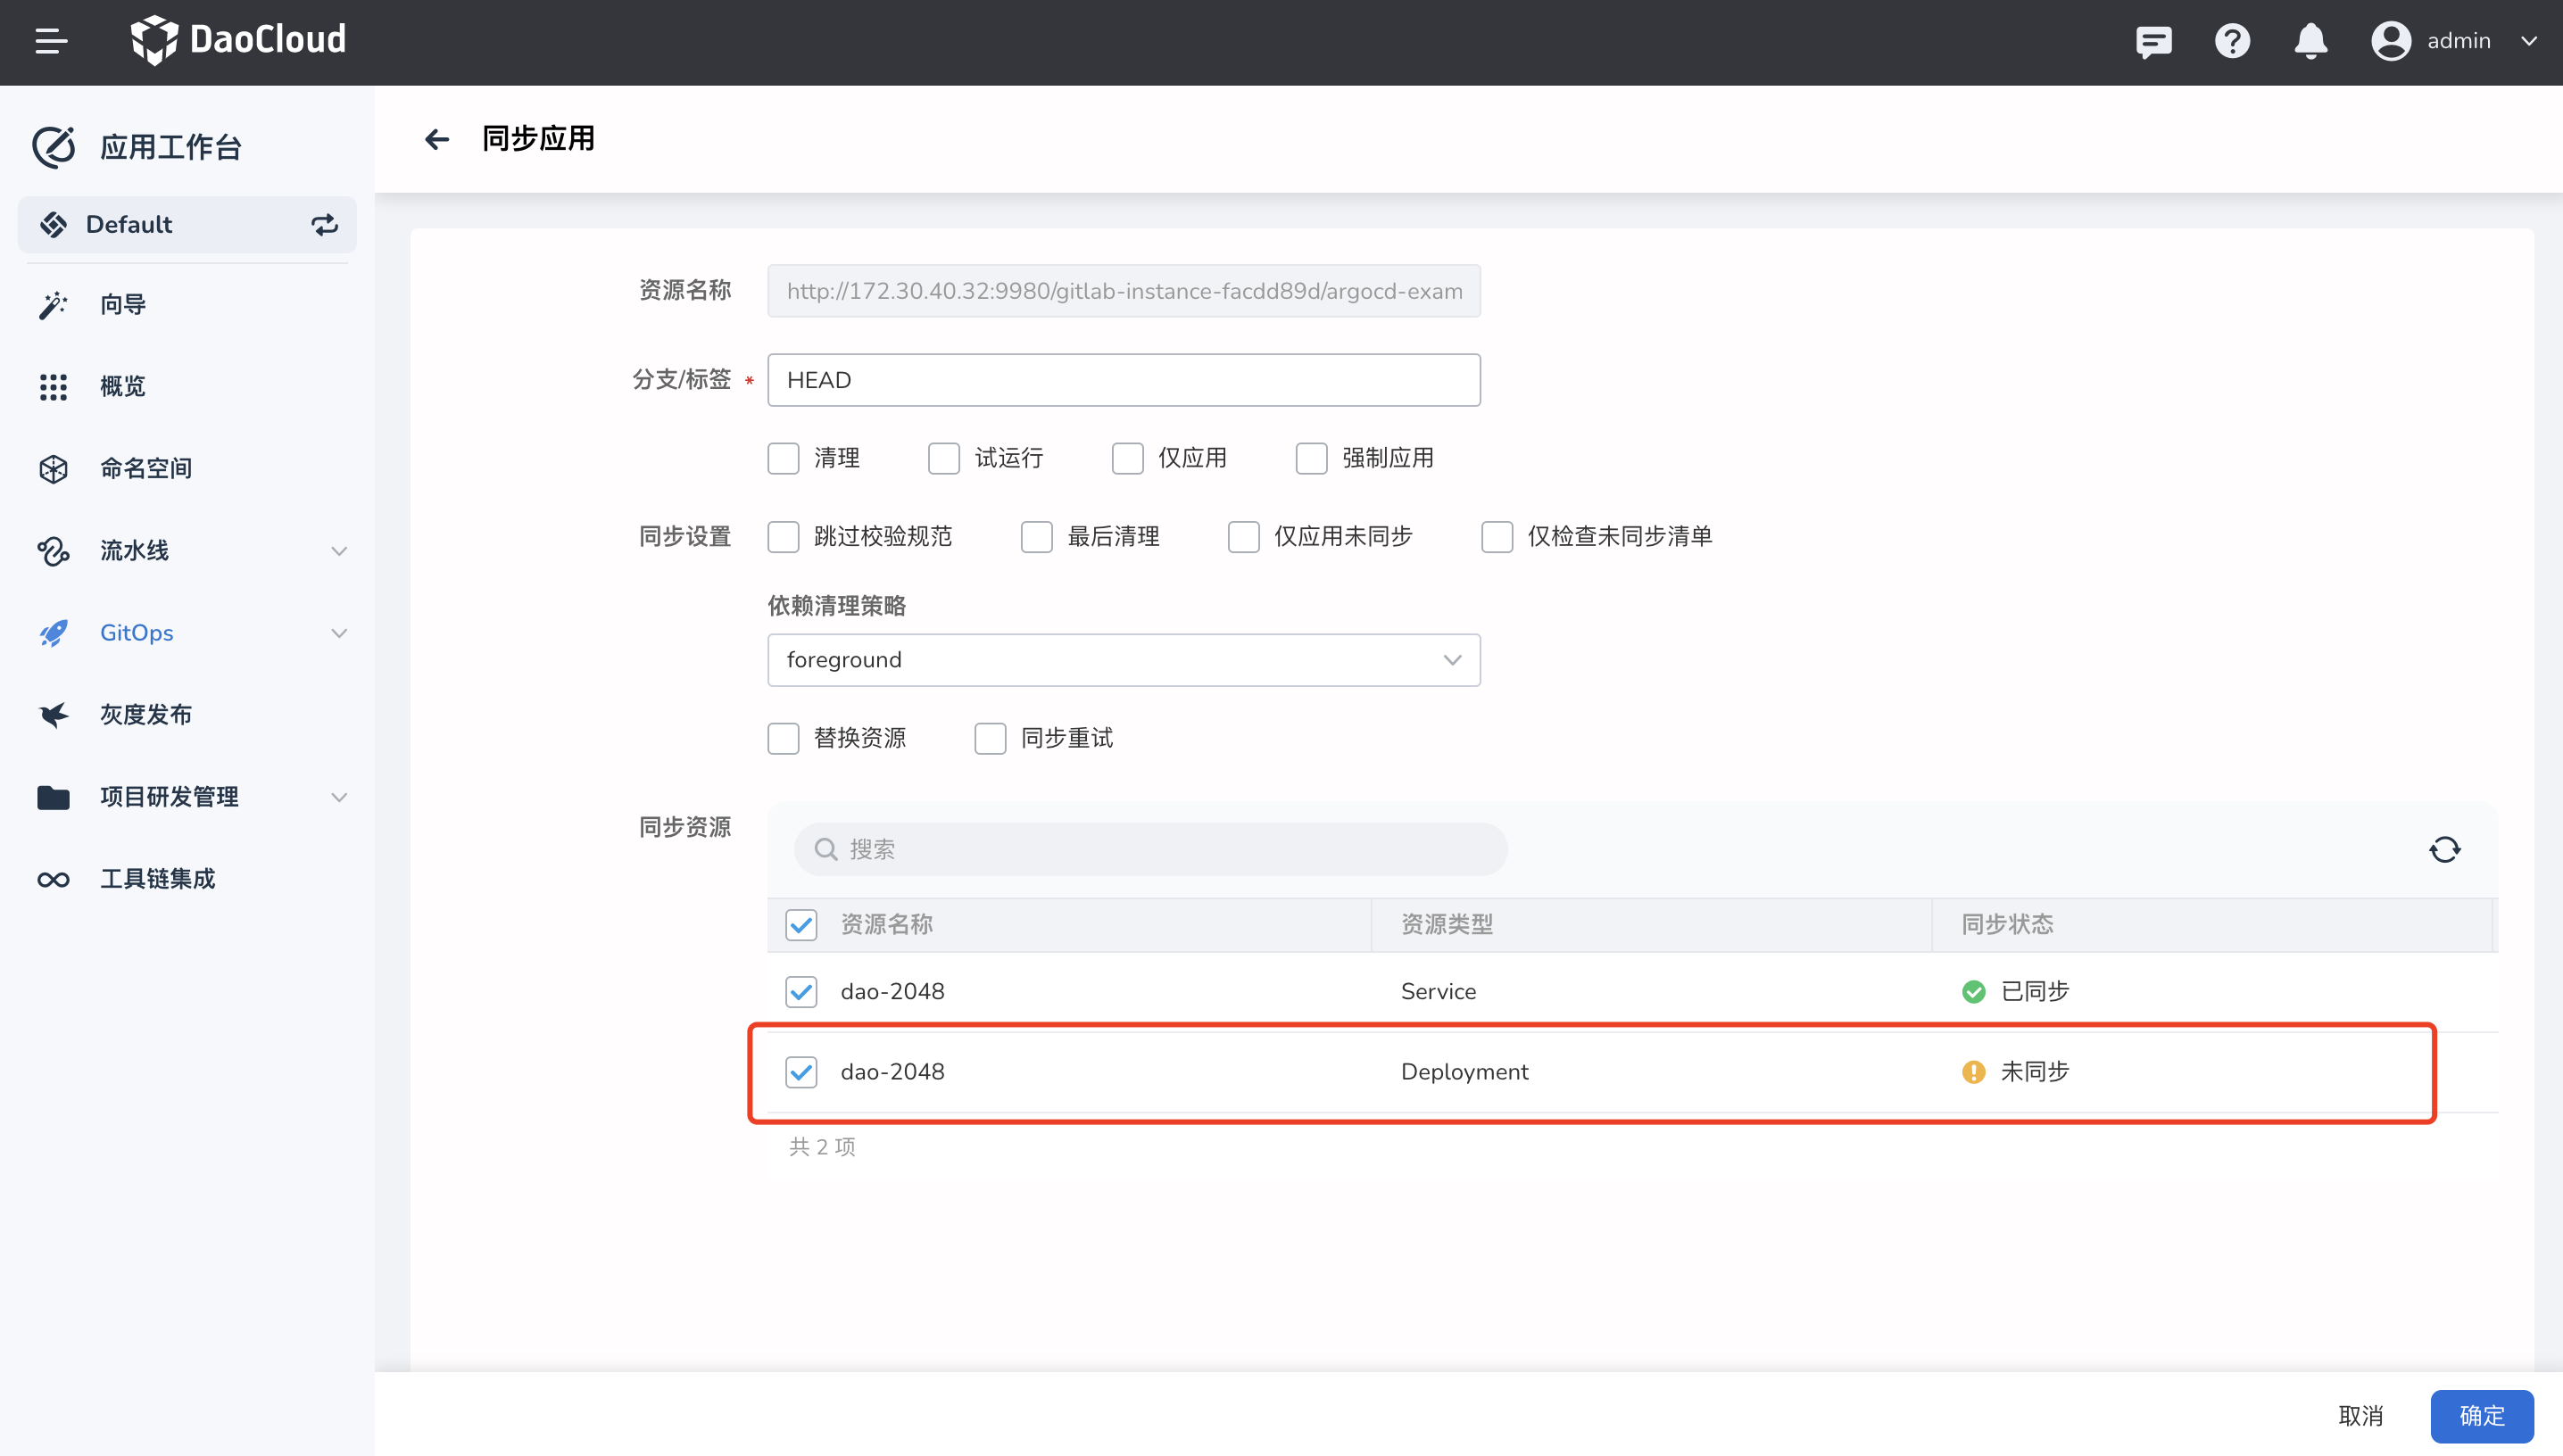 DaoCloud
admin
应用工作台
Default
向导
概览
命名空间
流水线
GitOps
灰度发布
项目研发管理
工具链集成
同步应用
资源名称 http://172.30.40.32:9980/gitlab-instance-facdd89d/argocd-exam
分支/标签 * HEAD
清理 试运行 仅应用 强制应用
同步设置 跳过校验规范 最后清理 仅应用未同步 仅检查未同步清单
依赖清理策略
foreground
替换资源 同步重试
同步资源 搜索
资源名称 资源类型 同步状态
dao-2048 Service 已同步
dao-2048 Deployment 未同步
共 2 项
取消 确定